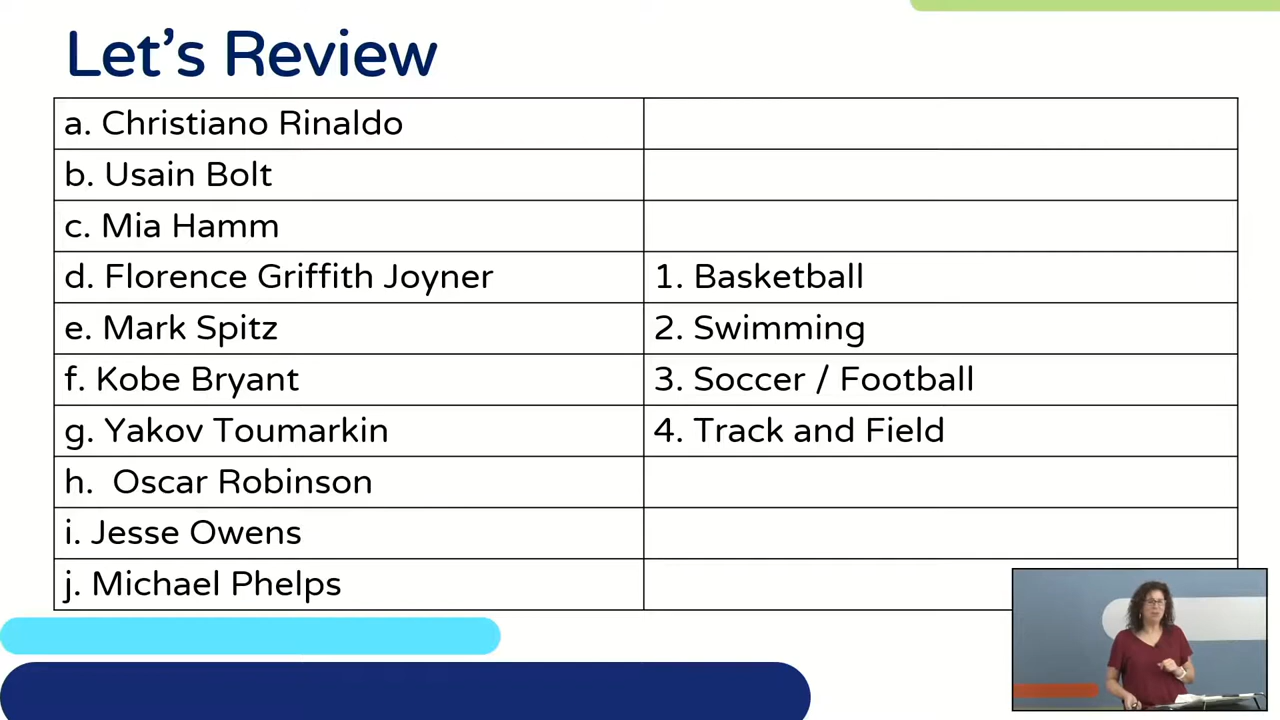 Let's Review
a. Christiano Rinaldo
b. Usain Bolt
c. Mia Hamm
d. Florence Griffith Joyner
1. Basketball
e. Mark Spitz
2. Swimming
f. Kobe Bryant
3. Soccer / Football
g. Yakov Toumarkin
4. Track and Field
h. Oscar Robinson
i. Jesse Owens
j. Michael Phelps